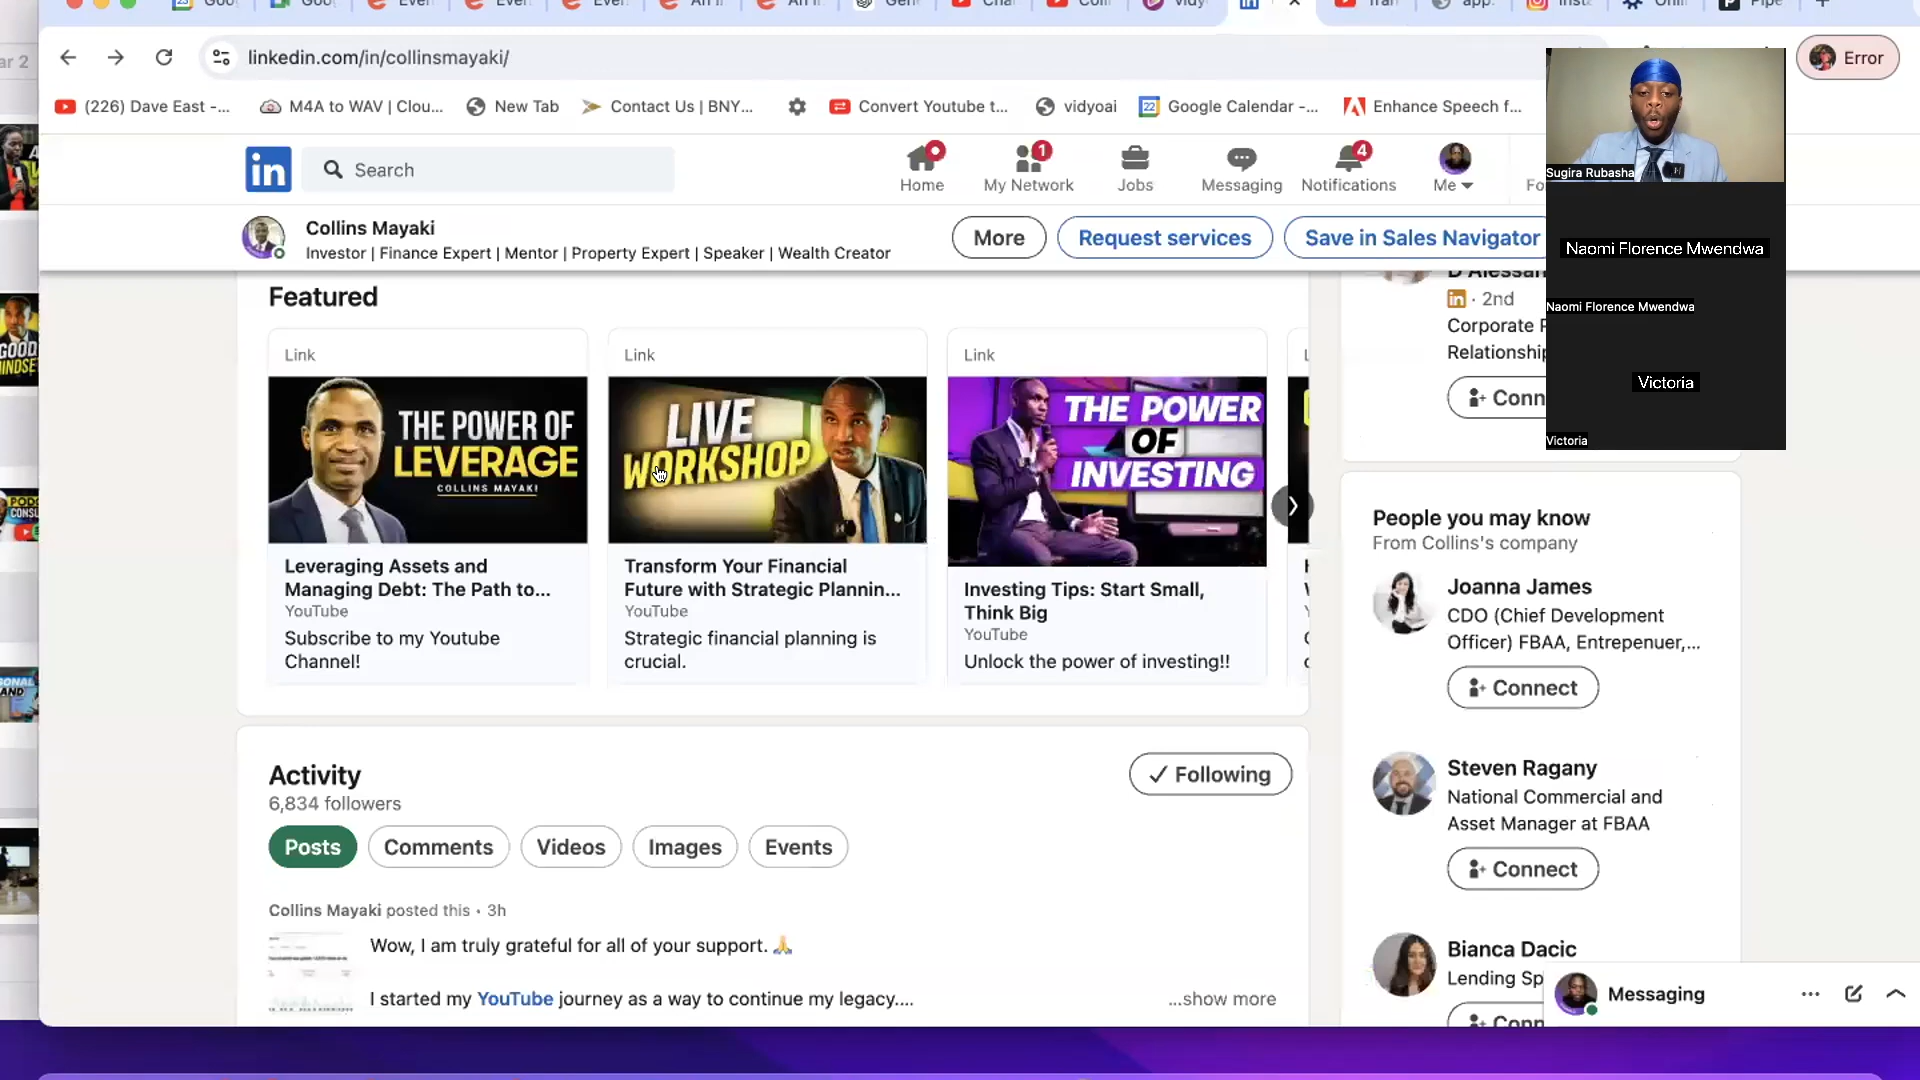 linkedin.com/in/collinsmayaki/
Error
(226) Dave East -...
M4A to WAV | Clou...
New Tab
Contact Us | BNY...
Convert Youtube t...
vidyoai
22
Google Calendar -...
Enhance Speech f...
in
Search
Home
1
My Network
Jobs
Messaging
4
Notifications
Me
Fo
Sugira Rubasha
Naomi Florence Mwendwa
Naomi Florence Mwendwa
Victoria
Victoria
Collins Mayaki
Investor | Finance Expert | Mentor | Property Expert | Speaker | Wealth Creator
More
Request services
Save in Sales Navigator
Featured
Link
THE POWER OF
LEVERAGE
COLLINS MAYAKI
Leveraging Assets and
Managing Debt: The Path to...
YouTube
Subscribe to my Youtube
Channel!
Link
LIVE
WORKSHOP
Transform Your Financial
Future with Strategic Plannin...
YouTube
Strategic financial planning is
crucial.
Link
THE POWER
OF
INVESTING
Investing Tips: Start Small,
Think Big
YouTube
Unlock the power of investing!!
Activity
6,834 followers
Following
Posts
Comments
Videos
Images
Events
Collins Mayaki posted this • 3h
Wow, I am truly grateful for all of your support. 🙏
I started my YouTube journey as a way to continue my legacy....
...show more
in · 2nd
Corporate
Relationship
Conn
People you may know
From Collins's company
Joanna James
CDO (Chief Development
Officer) FBAA, Entrepenuer,...
Connect
Steven Ragany
National Commercial and
Asset Manager at FBAA
Connect
Bianca Dacic
Lending Sp
Conn
Messaging